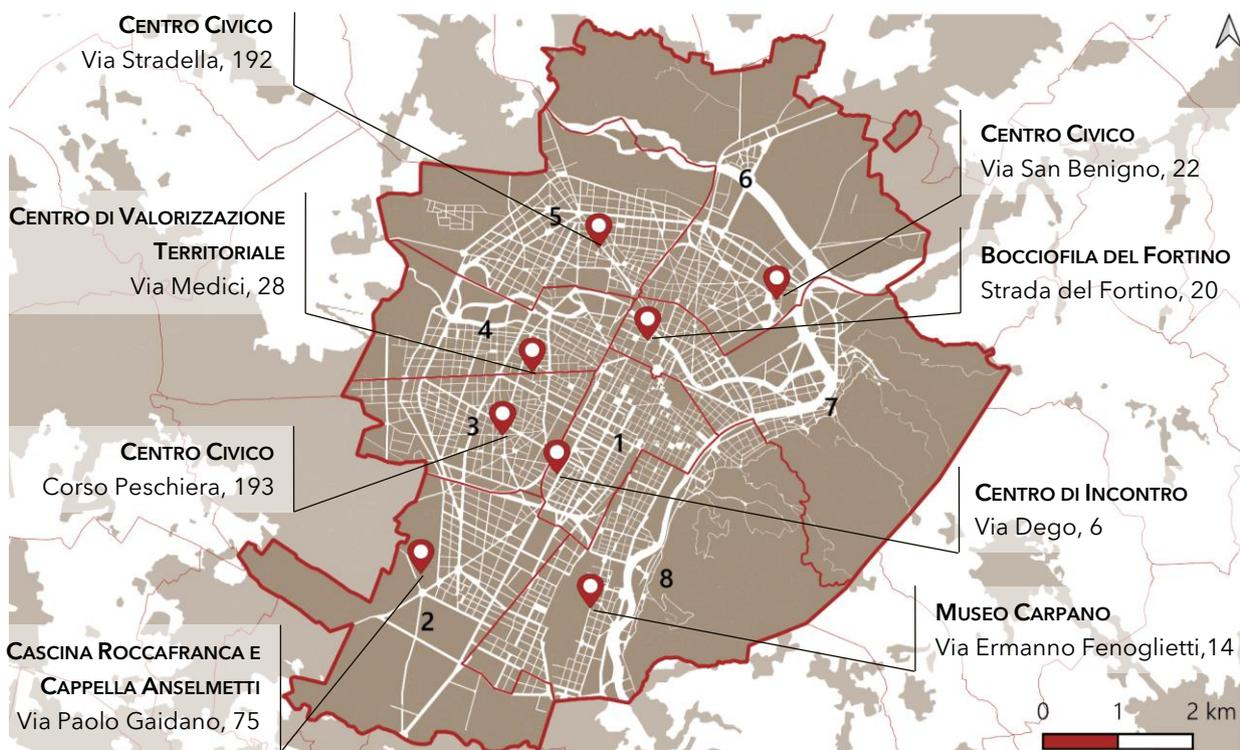 CENTRO CIVICO
Via Stradella, 192
CENTRO CIVICO
Via San Benigno, 22
CENTRO DI VALORIZZAZIONE
TERRITORIALE
Via Medici, 28
BOCCIOFILA DEL FORTINO
Strada del Fortino, 20
6
5
4
7
3
1
CENTRO CIVICO
Corso Peschiera, 193
CENTRO DI INCONTRO
Via Dego, 6
8
2
MUSEO CARPANO
Via Ermanno Fenoglietti,14
CASCINA ROCCAFRANCA E
CAPPELLA ANSELMETTI
Via Paolo Gaidano, 75
0 1 2 km